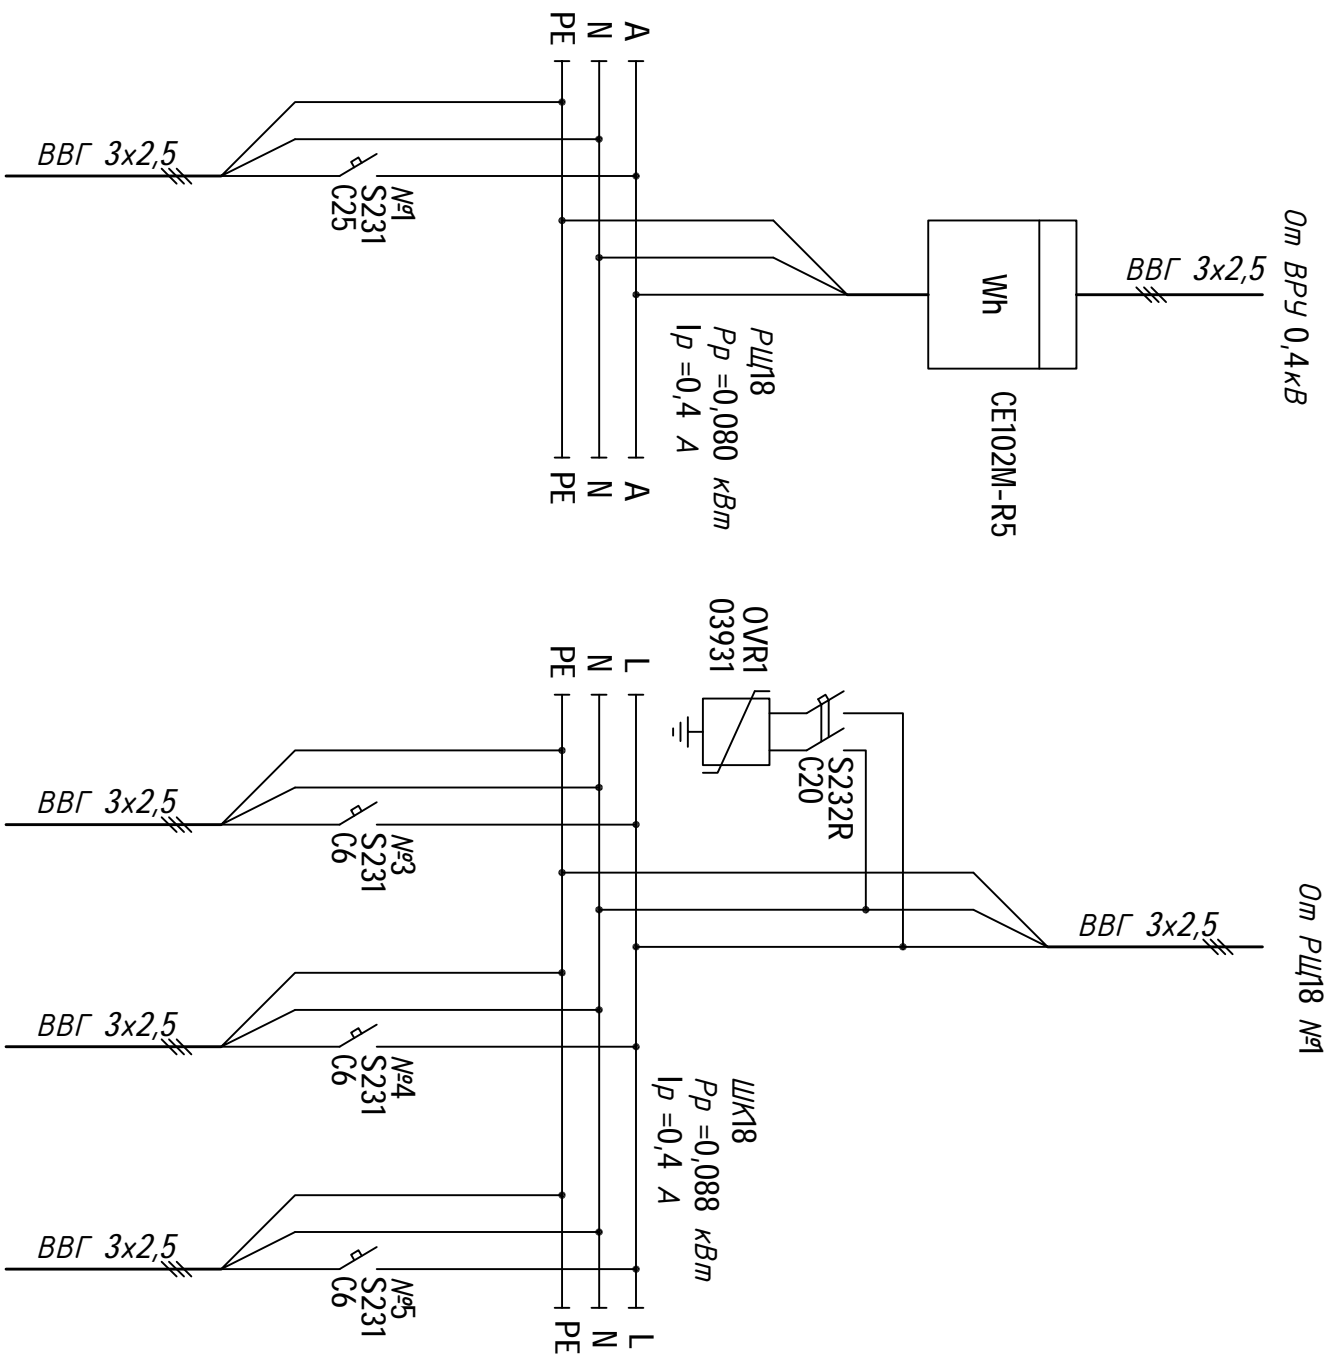 От ВРУ 0,4кВ
ВВГ 3х2,5
Wh
CE102M-R5
РЩ18
Рр =0,080 кВт
Iр =0,4 А
A
N
PE
A
N
PE
№1
S231
C25
ВВГ 3х2,5
От РЩ18 №1
ВВГ 3х2,5
S232R
C20
OVR1
03931
ШК18
Рр =0,088 кВт
Iр =0,4 А
L
N
PE
L
N
PE
№3
S231
C6
ВВГ 3х2,5
№4
S231
C6
ВВГ 3х2,5
№5
S231
C6
ВВГ 3х2,5